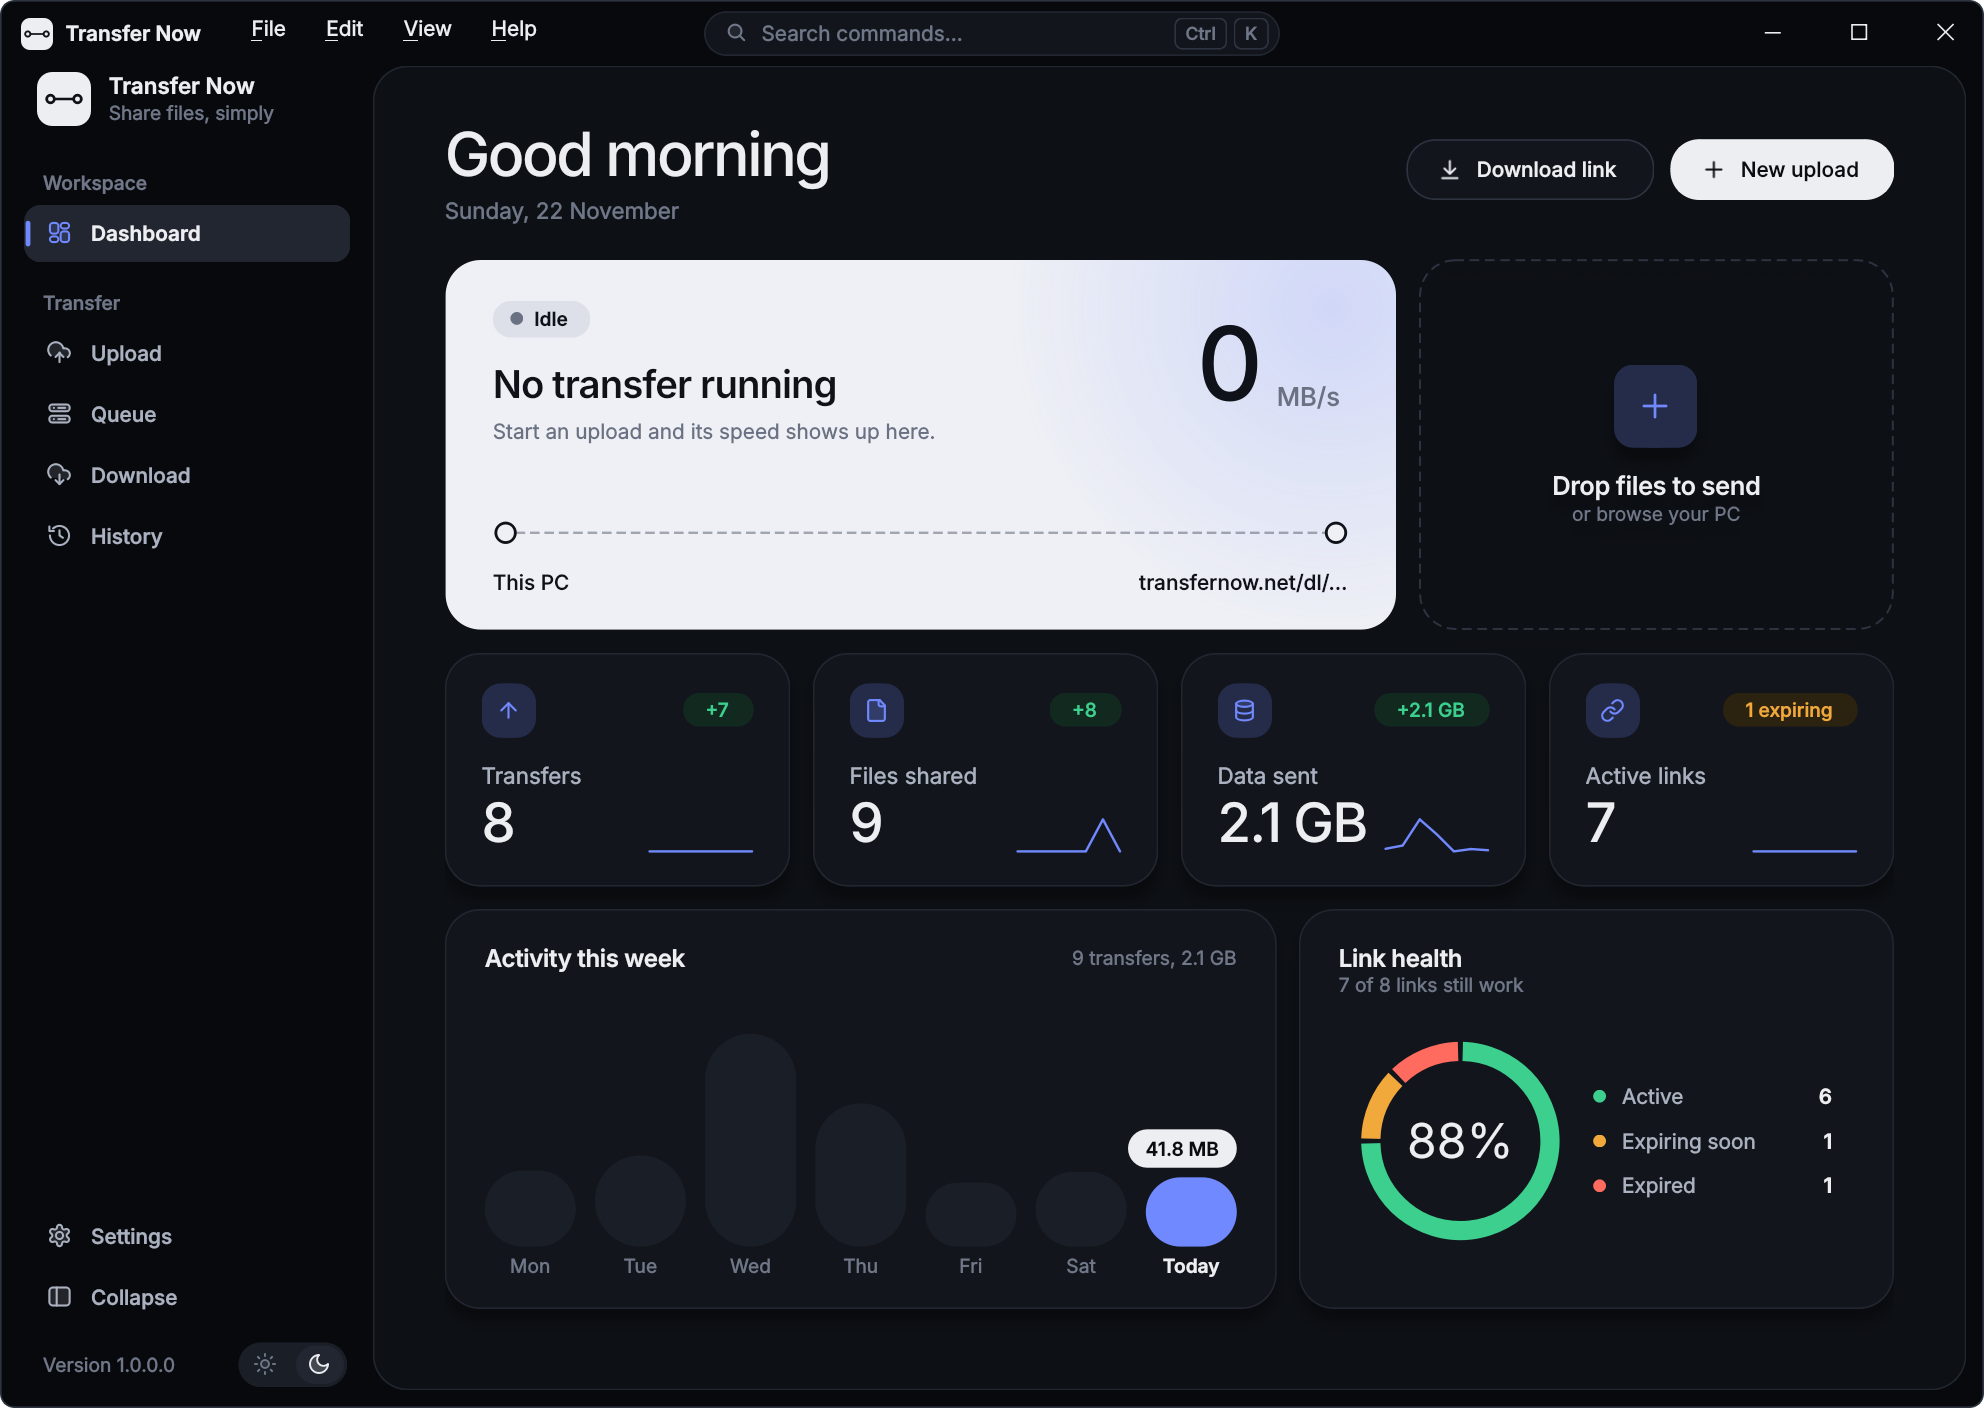 Transfer Now
File Edit View Help
Search commands...
Ctrl K
Transfer Now
Share files, simply
Workspace
Dashboard
Transfer
Upload
Queue
Download
History
Settings
Collapse
Version 1.0.0.0
Good morning
Sunday, 22 November
Download link
New upload
Idle
No transfer running
Start an upload and its speed shows up here.
0 MB/s
This PC
transfernow.net/dl/...
Drop files to send
or browse your PC
+7
Transfers
8
+8
Files shared
9
+2.1 GB
Data sent
2.1 GB
1 expiring
Active links
7
Activity this week
9 transfers, 2.1 GB
41.8 MB
Mon Tue Wed Thu Fri Sat Today
Link health
7 of 8 links still work
88%
Active 6
Expiring soon 1
Expired 1